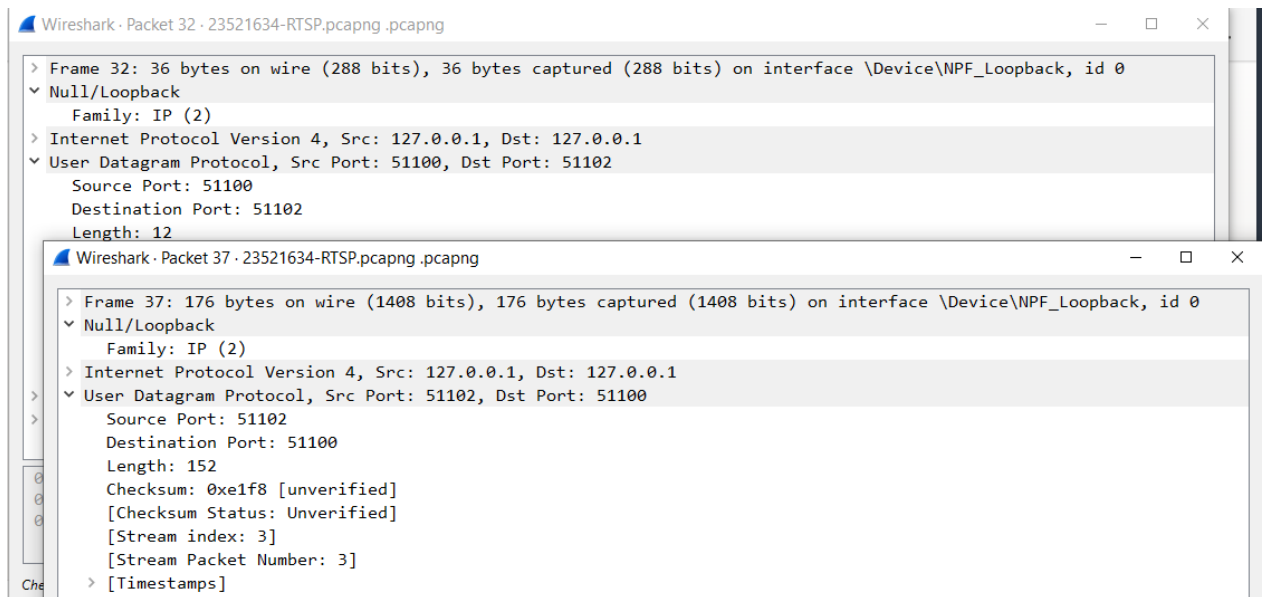 Wireshark · Packet 32 · 23521634-RTSP.pcapng .pcapng
Frame 32: 36 bytes on wire (288 bits), 36 bytes captured (288 bits) on interface \Device\NPF_Loopback, id 0
Null/Loopback
Family: IP (2)
Internet Protocol Version 4, Src: 127.0.0.1, Dst: 127.0.0.1
User Datagram Protocol, Src Port: 51100, Dst Port: 51102
Source Port: 51100
Destination Port: 51102
Length: 12
Wireshark · Packet 37 · 23521634-RTSP.pcapng .pcapng
Frame 37: 176 bytes on wire (1408 bits), 176 bytes captured (1408 bits) on interface \Device\NPF_Loopback, id 0
Null/Loopback
Family: IP (2)
Internet Protocol Version 4, Src: 127.0.0.1, Dst: 127.0.0.1
User Datagram Protocol, Src Port: 51102, Dst Port: 51100
Source Port: 51102
Destination Port: 51100
Length: 152
Checksum: 0xe1f8 [unverified]
[Checksum Status: Unverified]
[Stream index: 3]
[Stream Packet Number: 3]
[Timestamps]